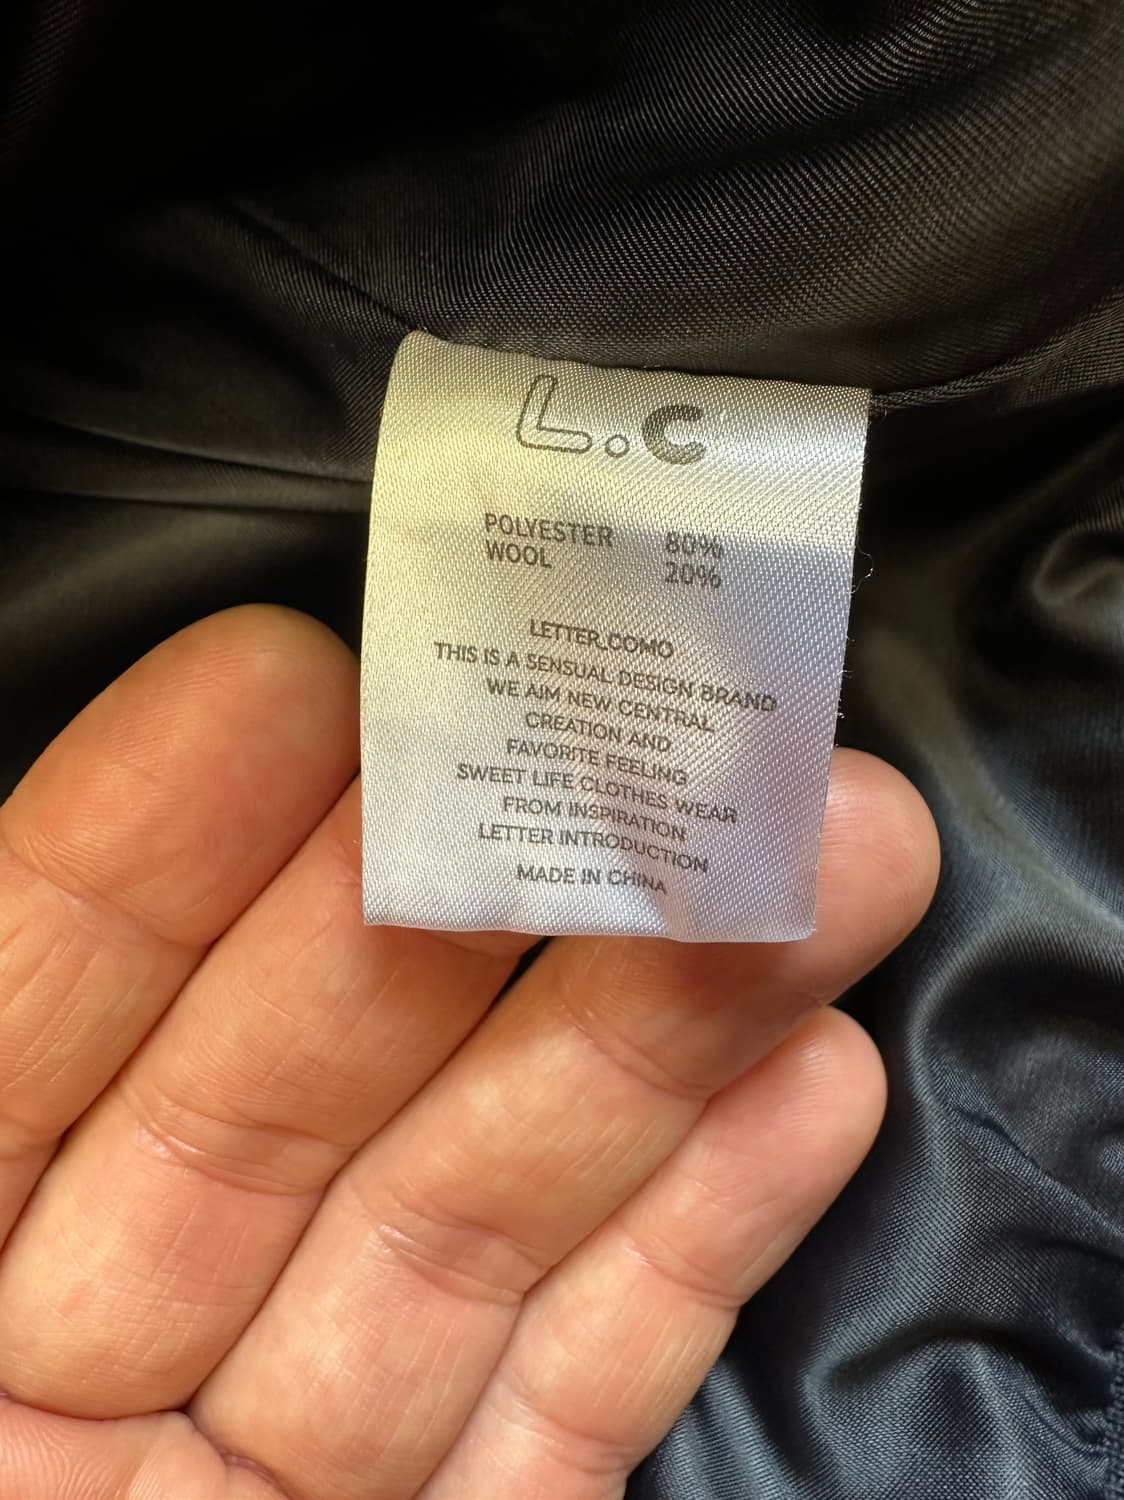 L.c
POLYESTER 80%
WOOL 20%
LETTER.COMO
THIS IS A SENSUAL DESIGN BRAND
WE AIM NEW CENTRAL
CREATION AND
FAVORITE FEELING
SWEET LIFE CLOTHES WEAR
FROM INSPIRATION
LETTER INTRODUCTION
MADE IN CHINA